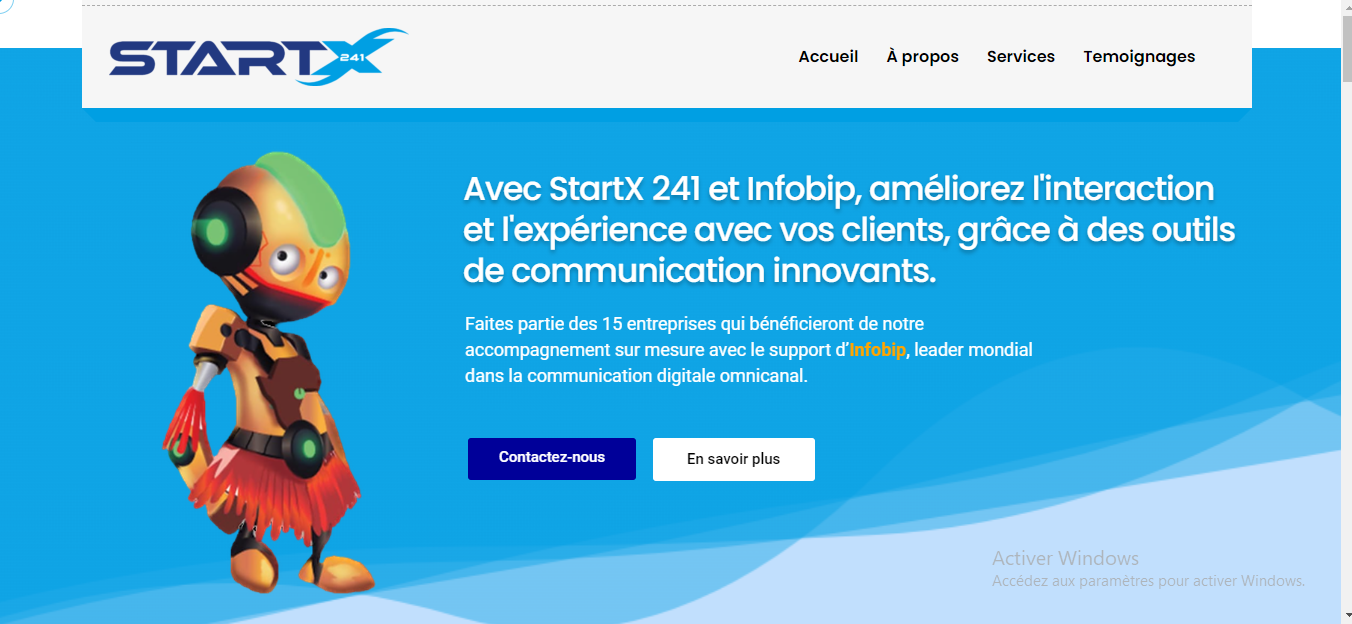 STARTX 241
Accueil À propos Services Temoignages
Avec StartX 241 et Infobip, améliorez l'interaction
et l'expérience avec vos clients, grâce à des outils
de communication innovants.
Faites partie des 15 entreprises qui bénéficieront de notre
accompagnement sur mesure avec le support d’Infobip, leader mondial
dans la communication digitale omnicanal.
Contactez-nous En savoir plus
Activer Windows
Accédez aux paramètres pour activer Windows.